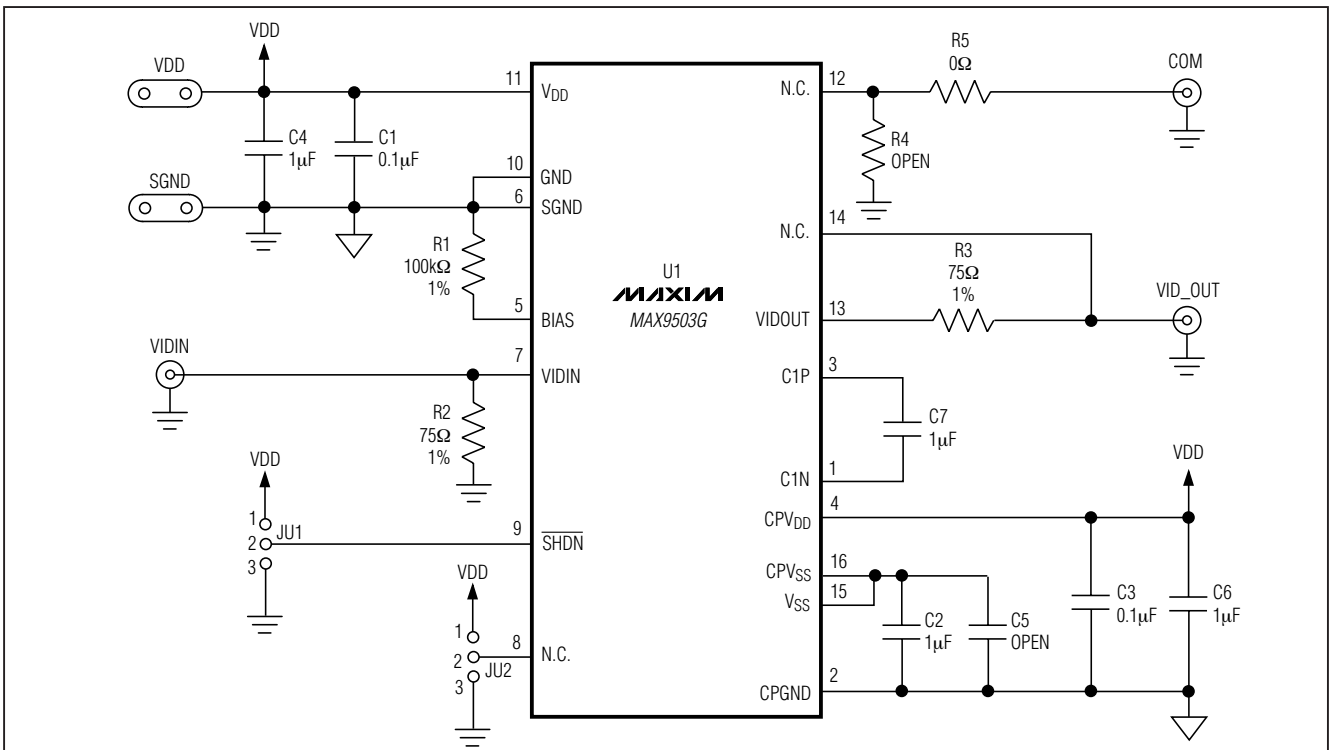 VDD
VDD
C4
1µF
C1
0.1µF
SGND
11
VDD
10
GND
6
SGND
R1
100kΩ
1%
5
BIAS
VIDIN
7
VIDIN
R2
75Ω
1%
VDD
1
2
3
JU1
9
SHDN
VDD
1
2
3
JU2
8
N.C.
U1
MAXIM
MAX9503G
N.C.
12
R5
0Ω
COM
R4
OPEN
N.C.
14
R3
75Ω
1%
VIDOUT
13
VID_OUT
C1P
3
C7
1µF
C1N
1
VDD
CPVDD
4
CPVSS
16
VSS
15
C2
1µF
C5
OPEN
C3
0.1µF
C6
1µF
CPGND
2